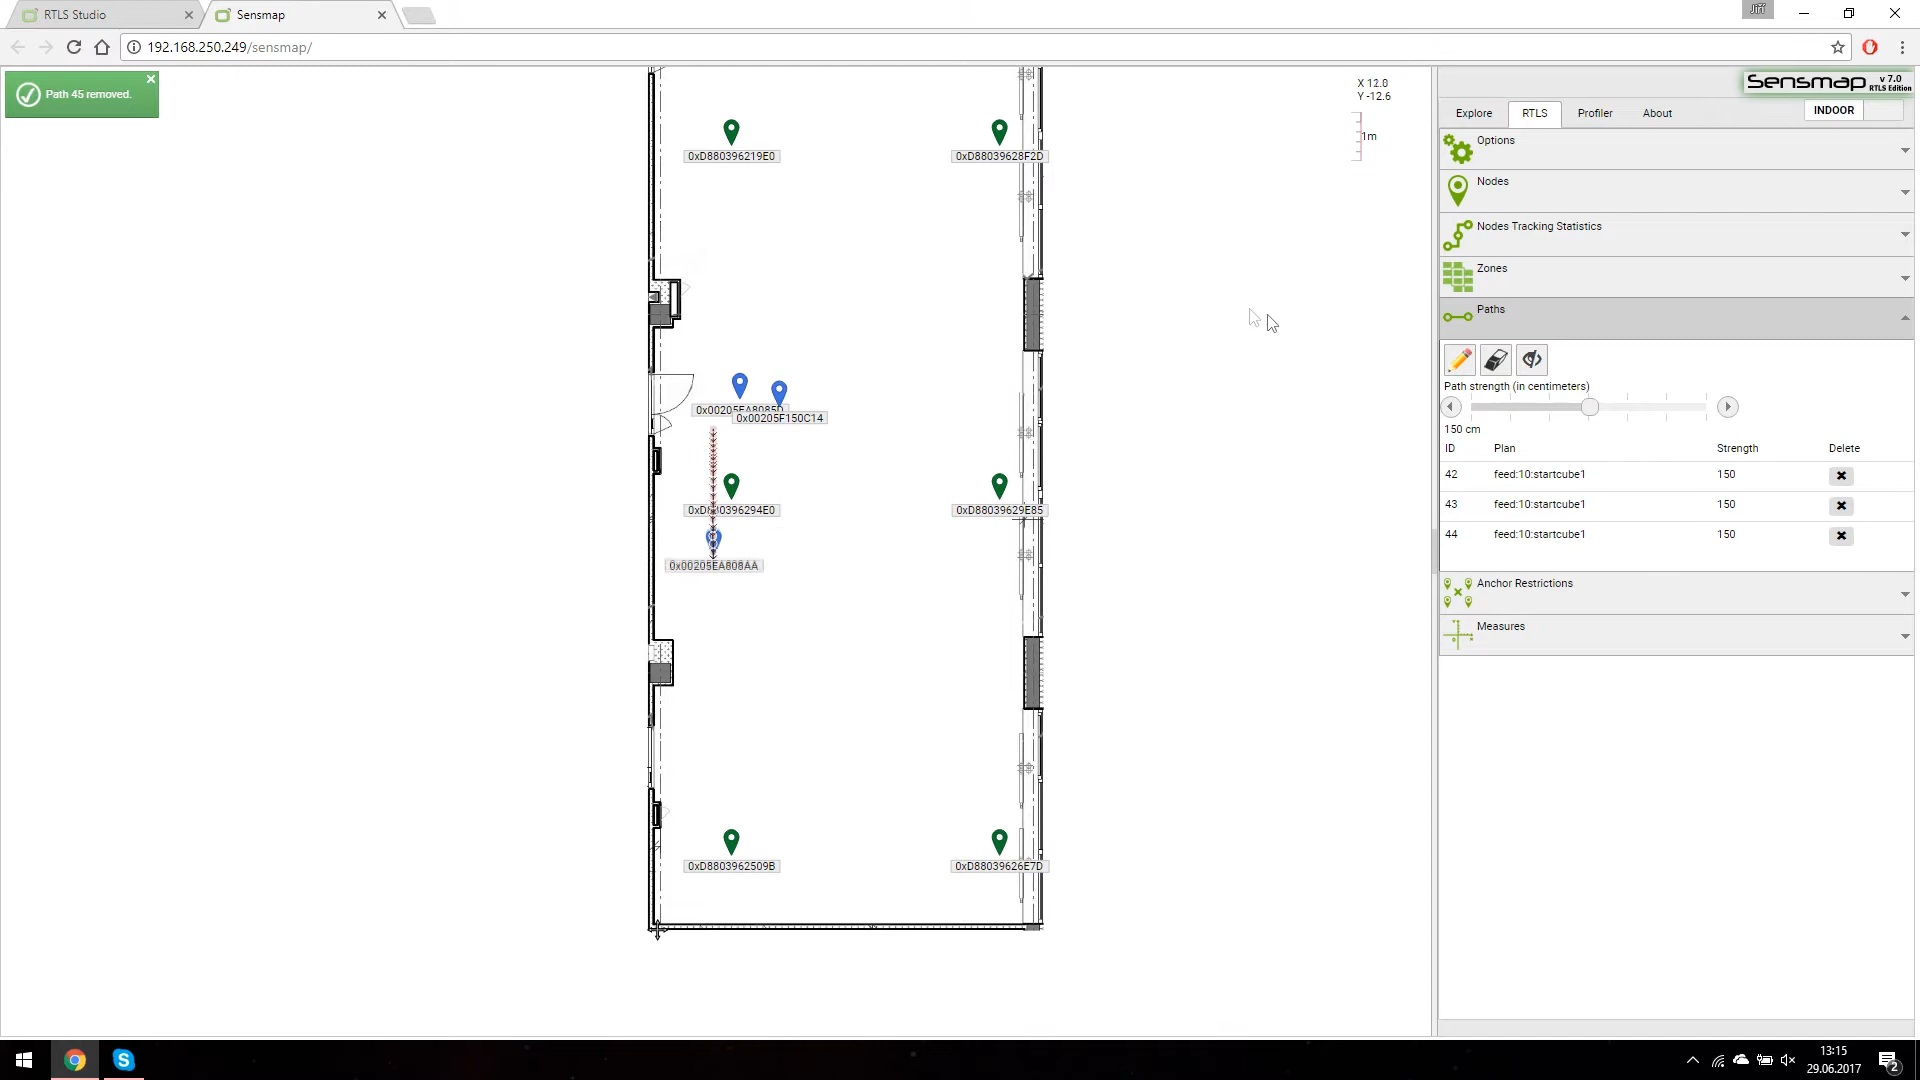 RTLS Studio
Sensmap
Jiří
192.168.250.249/sensmap/
Path 45 removed.
X 12.0
Y -12.6
1m
Sensmap v 7.0
RTLS Edition
Explore
RTLS
Profiler
About
INDOOR
Options
Nodes
Nodes Tracking Statistics
Zones
Paths
Path strength (in centimeters)
150 cm
ID Plan Strength Delete
42 feed:10:startcube1 150
43 feed:10:startcube1 150
44 feed:10:startcube1 150
Anchor Restrictions
Measures
0xD880396219E0
0xD88039628F2D
0x00205F150C14
0xD88039629E85
0x00205EA808AA
0xD8803962509B
0xD88039626E7D
13:15
29.06.2017
2